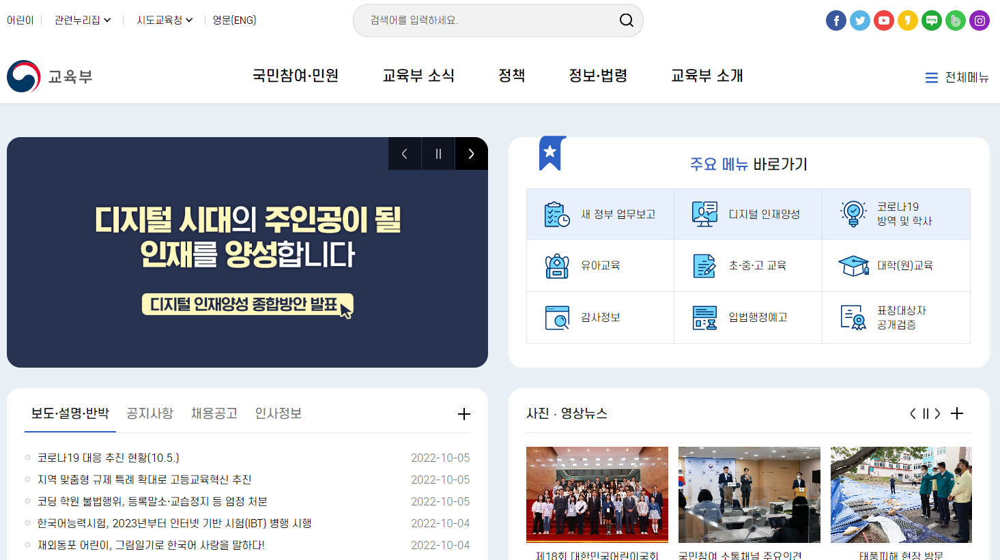 어린이
관련누리집
시도교육청
영문(ENG)
검색어를 입력하세요.
blog
교육부
국민참여·민원
교육부 소식
정책
정보·법령
교육부 소개
전체메뉴
디지털 시대의 주인공이 될
인재를 양성합니다
디지털 인재양성 종합방안 발표
주요 메뉴 바로가기
새 정부 업무보고
디지털 인재양성
코로나19
방역 및 학사
유아교육
초·중·고 교육
대학(원)교육
감사정보
입법행정예고
표창대상자
공개검증
보도·설명·반박
공지사항
채용공고
인사정보
코로나19 대응 추진 현황(10.5.) 2022-10-05
지역 맞춤형 규제 특례 확대로 고등교육혁신 추진 2022-10-05
코딩 학원 불법행위, 등록말소·교습정지 등 엄정 처분 2022-10-05
한국어능력시험, 2023년부터 인터넷 기반 시험(IBT) 병행 시행 2022-10-04
재외동포 어린이, 그림일기로 한국어 사랑을 말하다! 2022-10-04
사진 · 영상뉴스
제18회 대한민국어린이국회
국민참여 소통채널 주요의견
태풍피해 현장 방문